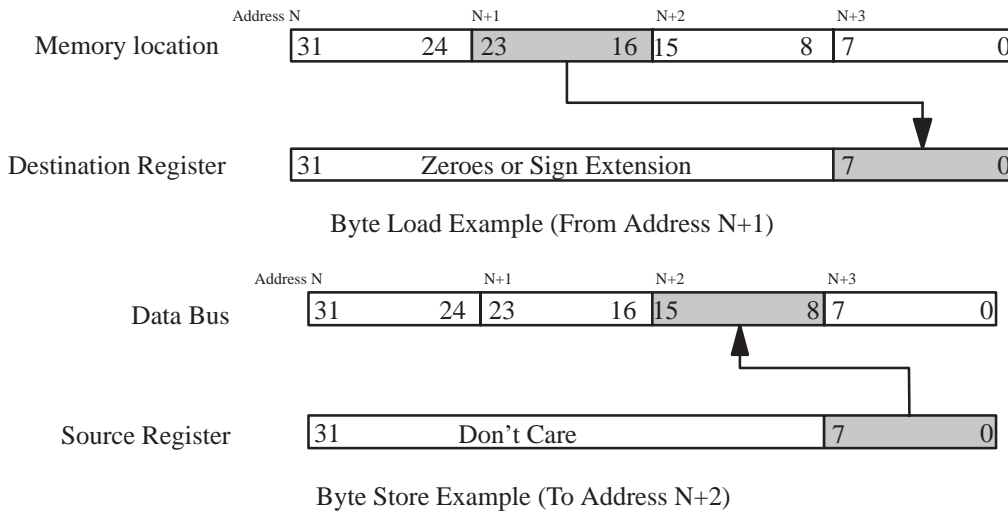 Address N N+1 N+2 N+3
Memory location 31 24 23 16 15 8 7 0
Destination Register 31 Zeroes or Sign Extension 7 0
Byte Load Example (From Address N+1)
Address N N+1 N+2 N+3
Data Bus 31 24 23 16 15 8 7 0
Source Register 31 Don't Care 7 0
Byte Store Example (To Address N+2)